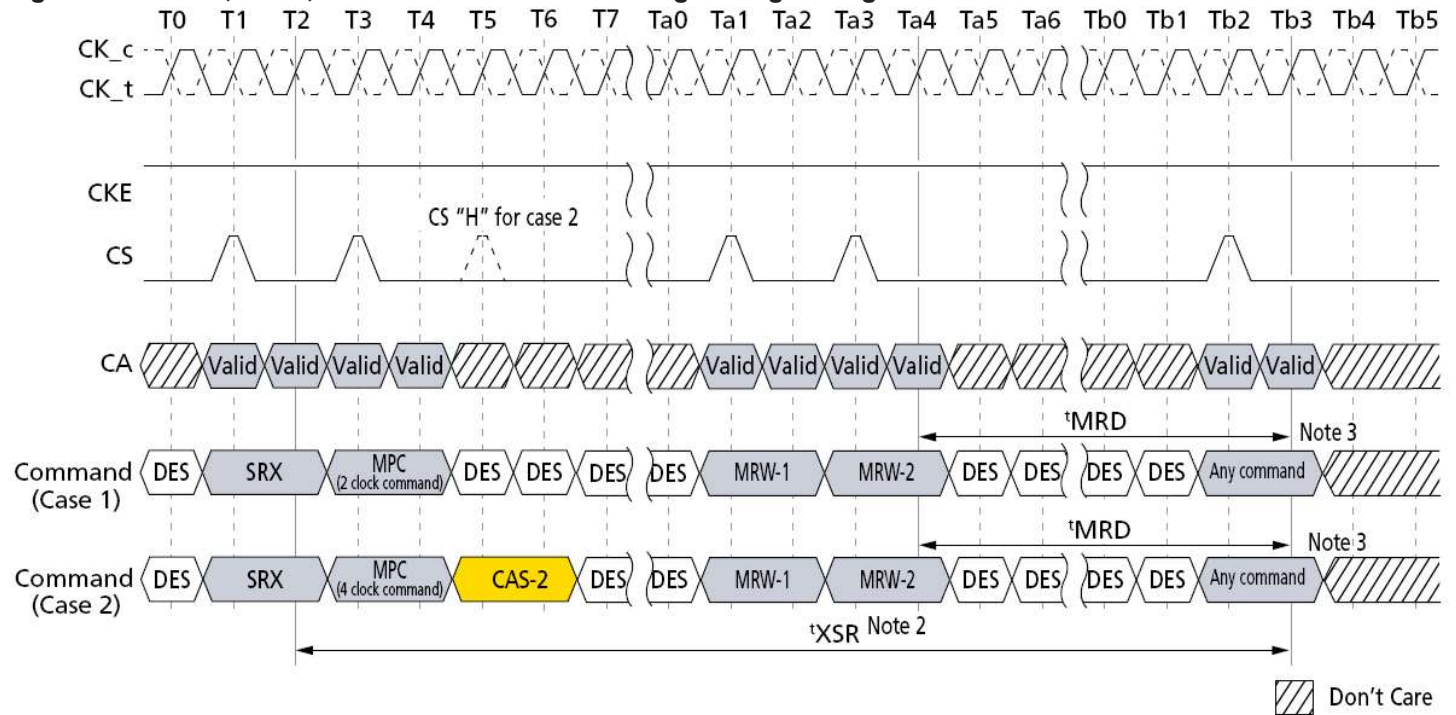 T0 T1 T2 T3 T4 T5 T6 T7 Ta0 Ta1 Ta2 Ta3 Ta4 Ta5 Ta6 Tb0 Tb1 Tb2 Tb3 Tb4 Tb5
CK_c
CK_t
CKE
CS "H" for case 2
CS
CA Valid Valid Valid Valid Valid Valid Valid Valid Valid Valid
tMRD Note 3
Command (Case 1) DES SRX MPC (2 clock command) DES DES DES DES MRW-1 MRW-2 DES DES DES DES Any command
tMRD Note 3
Command (Case 2) DES SRX MPC (4 clock command) CAS-2 DES DES MRW-1 MRW-2 DES DES DES DES Any command
tXSR Note 2
Don't Care